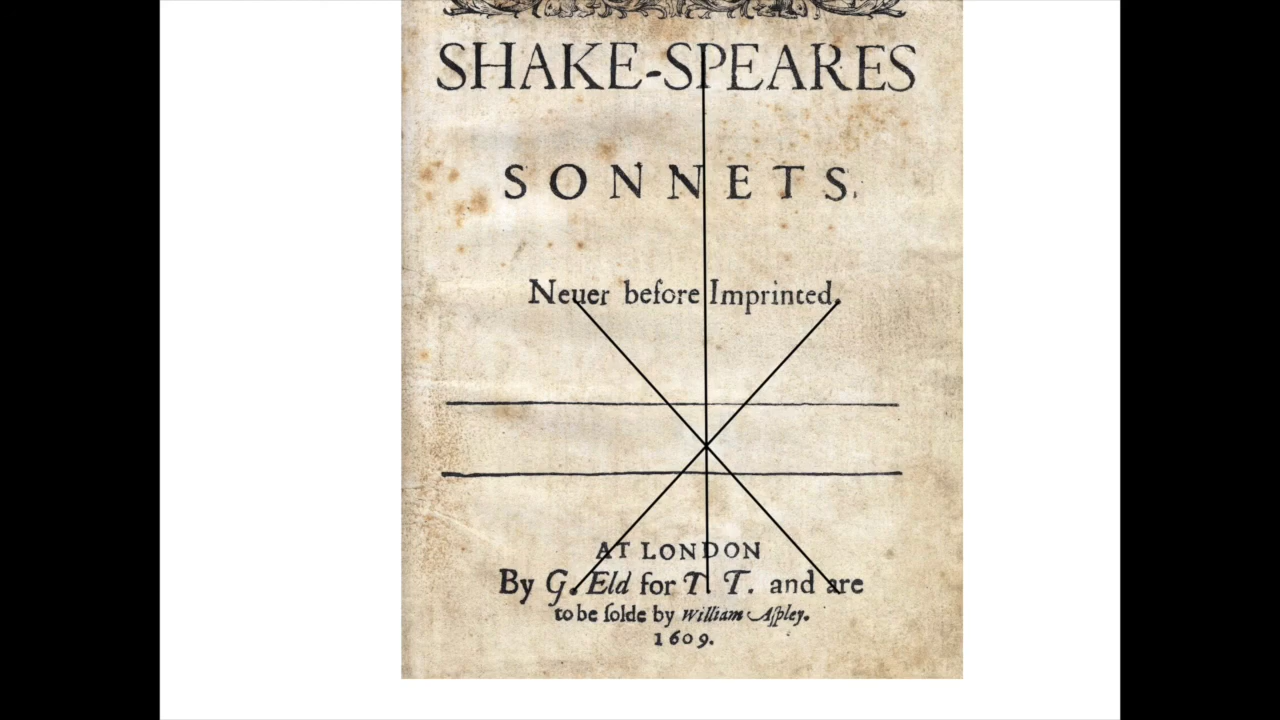 SHAKE-SPEARES
SONNETS.
Neuer before Imprinted.
AT LONDON
By G. Eld for T. T. and are
to be ſolde by William Aſpley.
1609.